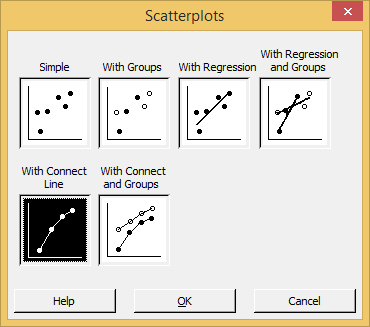 Scatterplots
Simple
With Groups
With Regression
With Regression
and Groups
With Connect
Line
With Connect
and Groups
Help
OK
Cancel